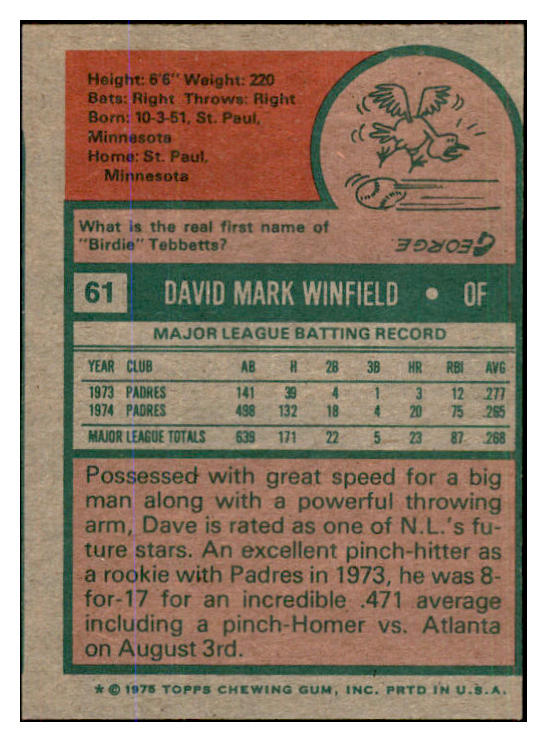 Height: 6'6" Weight: 220
Bats: Right Throws: Right
Born: 10-3-51, St. Paul,
Minnesota
Home: St. Paul,
Minnesota
What is the real first name of
"Birdie" Tebbetts?
GEORGE.
61 DAVID MARK WINFIELD • OF
MAJOR LEAGUE BATTING RECORD
YEAR CLUB AB H 2B 3B HR RBI AVG
1973 PADRES 141 39 4 1 3 12 .277
1974 PADRES 498 132 18 4 20 75 .265
MAJOR LEAGUE TOTALS 639 171 22 5 23 87 .268
Possessed with great speed for a big
man along with a powerful throwing
arm, Dave is rated as one of N.L.'s fu-
ture stars. An excellent pinch-hitter as
a rookie with Padres in 1973, he was 8-
for-17 for an incredible .471 average
including a pinch-Homer vs. Atlanta
on August 3rd.
* © 1975 TOPPS CHEWING GUM, INC. PRTD IN U.S.A.